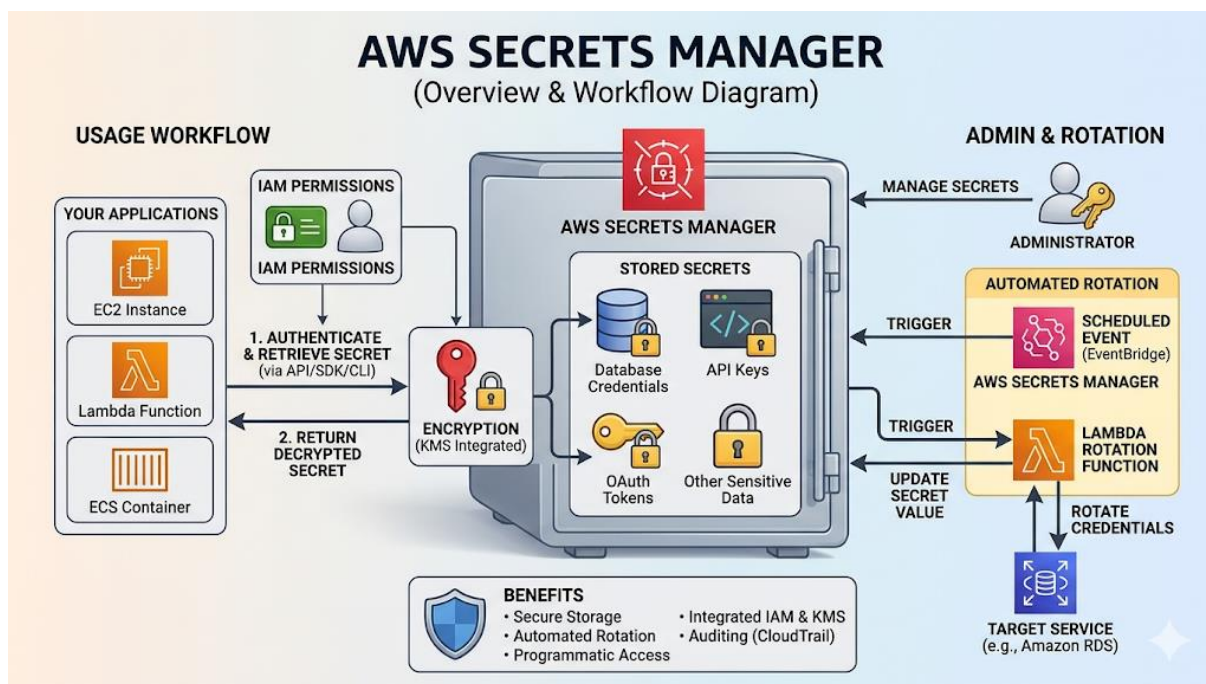 AWS SECRETS MANAGER
(Overview & Workflow Diagram)
USAGE WORKFLOW
YOUR APPLICATIONS
EC2 Instance
Lambda Function
ECS Container
IAM PERMISSIONS
IAM PERMISSIONS
1. AUTHENTICATE
& RETRIEVE SECRET
(via API/SDK/CLI)
2. RETURN
DECRYPTED
SECRET
ENCRYPTION
(KMS Integrated)
AWS SECRETS MANAGER
STORED SECRETS
</>
Database
Credentials
API Keys
OAuth
Tokens
Other Sensitive
Data
ADMIN & ROTATION
MANAGE SECRETS
ADMINISTRATOR
AUTOMATED ROTATION
TRIGGER
SCHEDULED
EVENT
(EventBridge)
AWS SECRETS MANAGER
TRIGGER
LAMBDA
ROTATION
FUNCTION
UPDATE
SECRET
VALUE
ROTATE
CREDENTIALS
TARGET SERVICE
(e.g., Amazon RDS)
BENEFITS
• Secure Storage
• Automated Rotation
• Programmatic Access
• Integrated IAM & KMS
• Auditing (CloudTrail)